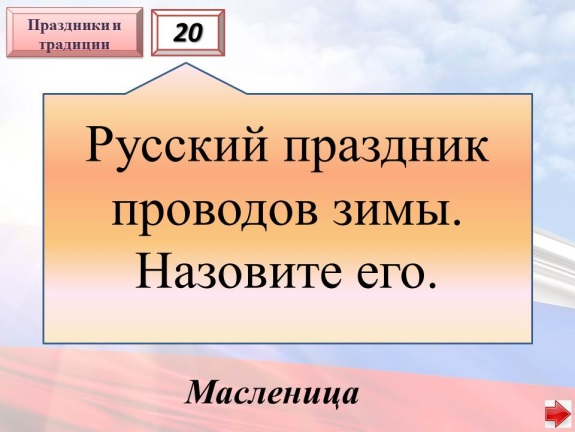 Праздники и
традиции
20
Русский праздник
проводов зимы.
Назовите его.
Масленица